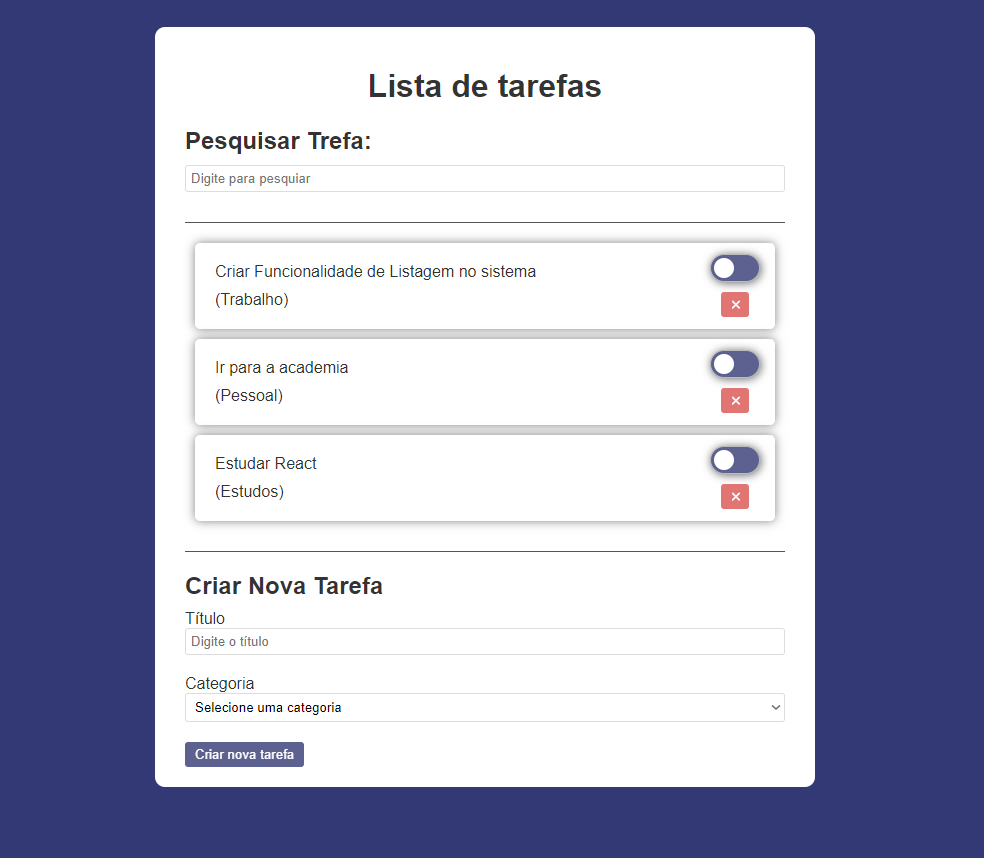 Lista de tarefas
Pesquisar Trefa:
Digite para pesquiar
Criar Funcionalidade de Listagem no sistema
(Trabalho)
Ir para a academia
(Pessoal)
Estudar React
(Estudos)
Criar Nova Tarefa
Título
Digite o título
Categoria
Selecione uma categoria
Criar nova tarefa